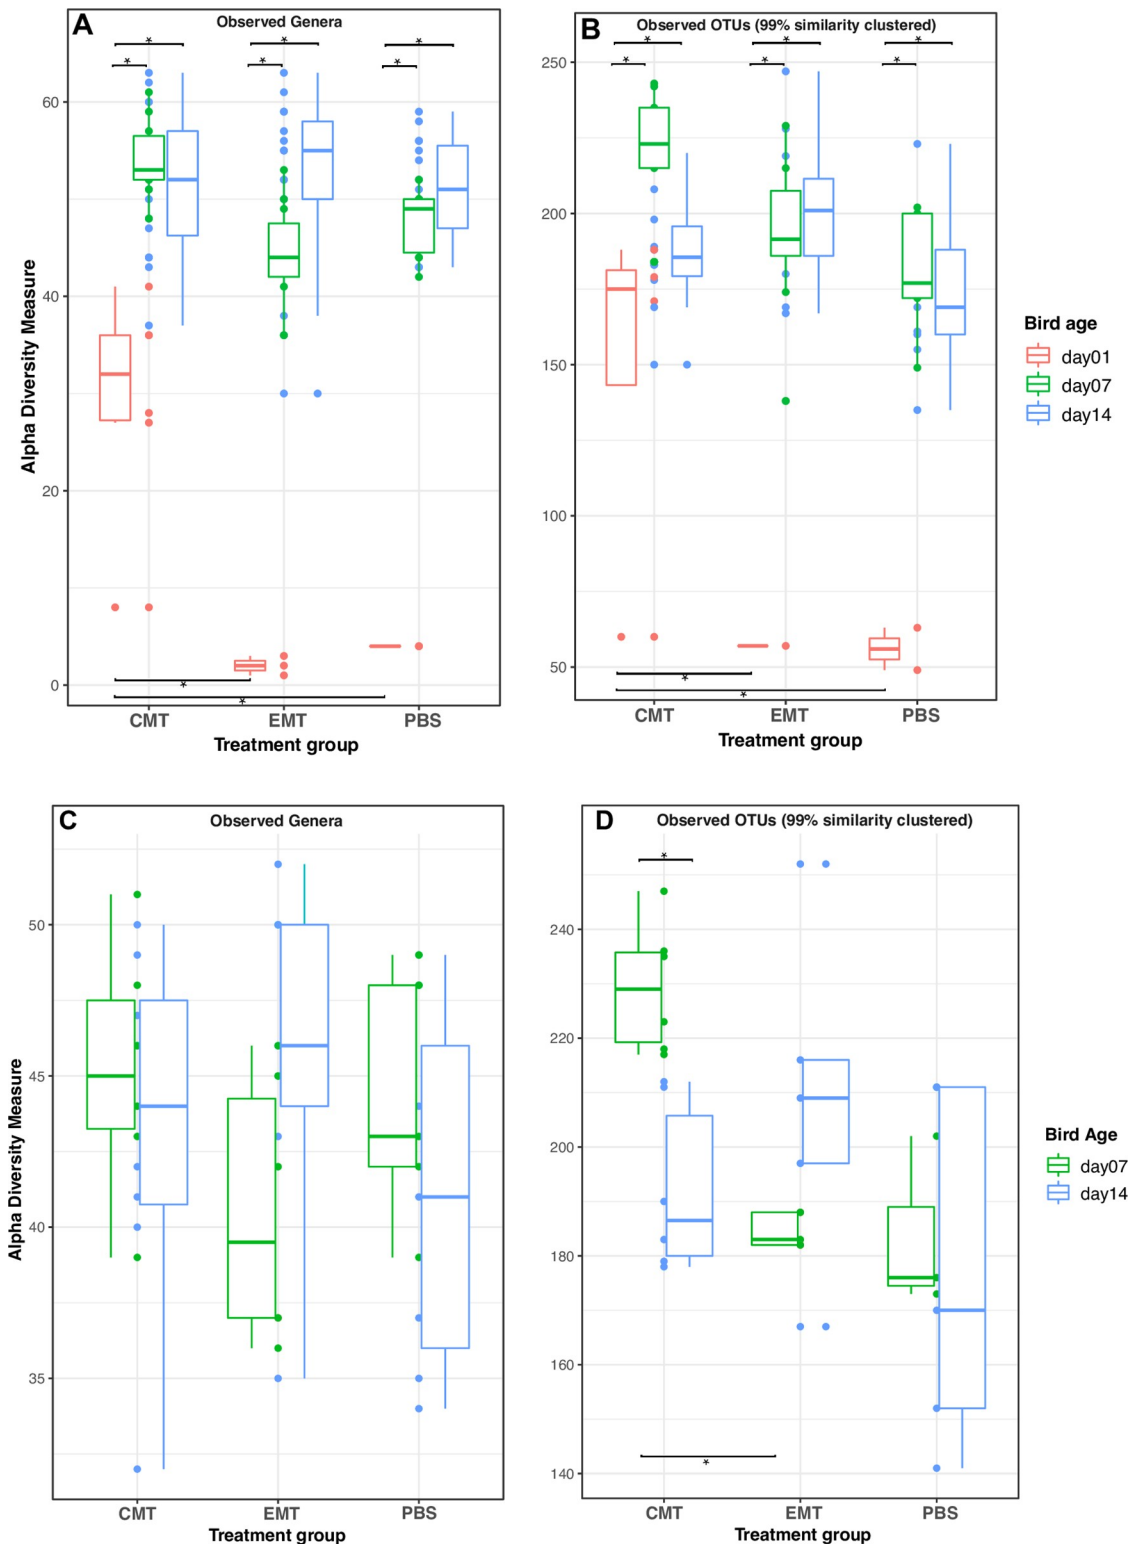 A Observed Genera
* * * * * *
60
40
20
0
* *
Alpha Diversity Measure
CMT EMT PBS
Treatment group
B Observed OTUs (99% similarity clustered)
* * * * * *
250
200
150
100
50
* *
CMT EMT PBS
Treatment group
Bird age
day01
day07
day14
C Observed Genera
50
45
40
35
Alpha Diversity Measure
CMT EMT PBS
Treatment group
D Observed OTUs (99% similarity clustered)
*
240
220
200
180
160
140
*
CMT EMT PBS
Treatment group
Bird Age
day07
day14